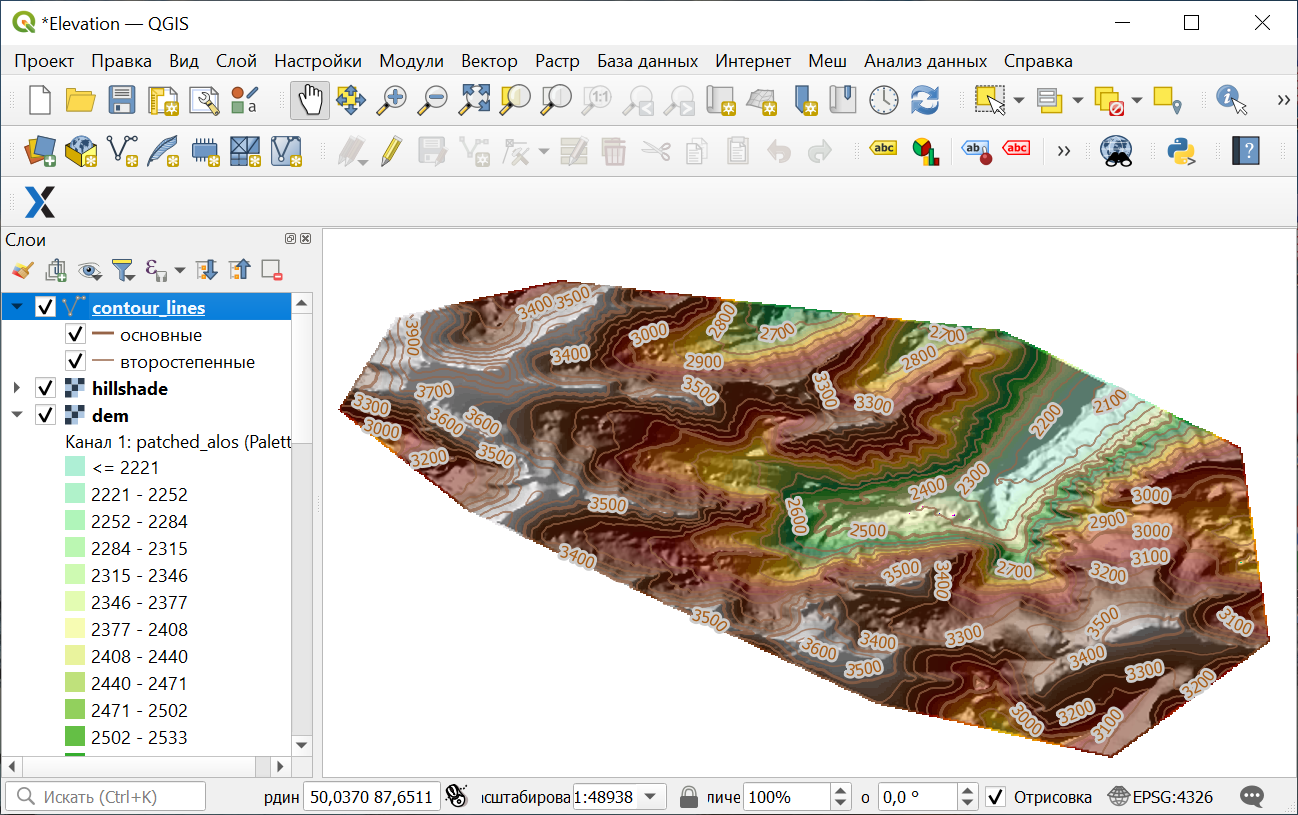 *Elevation — QGIS
Проект Правка Вид Слой Настройки Модули Вектор Растр База данных Интернет Меш Анализ данных Справка
Слои
contour_lines
основные
второстепенные
hillshade
dem
Канал 1: patched_alos (Palett
<= 2221
2221 - 2252
2252 - 2284
2284 - 2315
2315 - 2346
2346 - 2377
2377 - 2408
2408 - 2440
2440 - 2471
2471 - 2502
2502 - 2533
3400 3500
3900
3000
2800
2700
2700
3400
2900
2800
3700
3500
3300
3300
2100
3300
3600
3600
2200
3000
3200
3500
2400
2300
3500
2600
2500
3000
2900
3000
3400
3500
3400
2700
3200
3100
3500
3600
3400
3500
3300
3500
3400
3100
3300
3200
3000
3200
3100
Искать (Ctrl+K) рдин 50,0370 87,6511 асштабирова 1:48938 личе 100% о 0,0 ° Отрисовка EPSG:4326